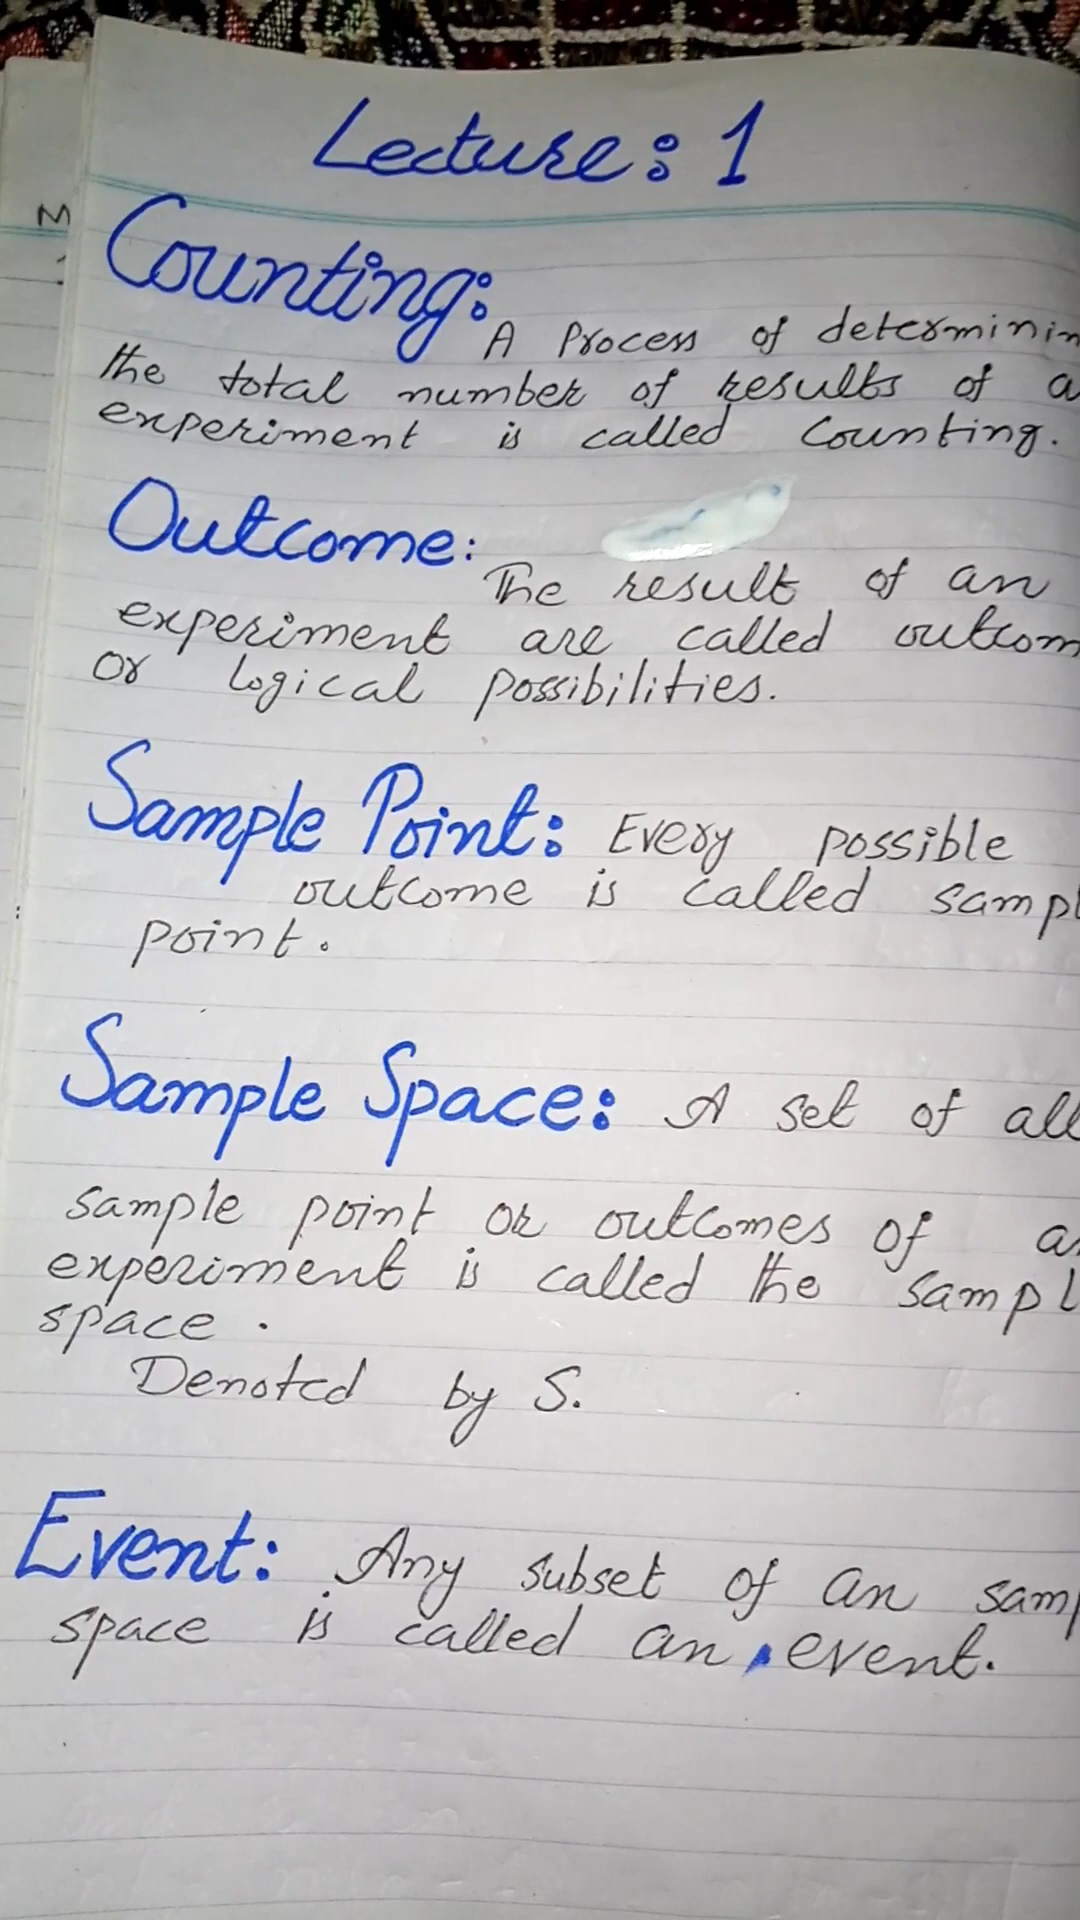 Lecture: 1
M
Counting:
A Process of determinin
the total number of results of a
experiment is called Counting.
Outcome:
The result of an
experiment are called outcom
or logical possibilities.
Sample Point: Every possible
outcome is called sampl
point.
Sample Space: A set of all
sample point or outcomes of an
experiment is called the sampl
space.
Denoted by S.
Event: Any subset of an samp
space is called an event.